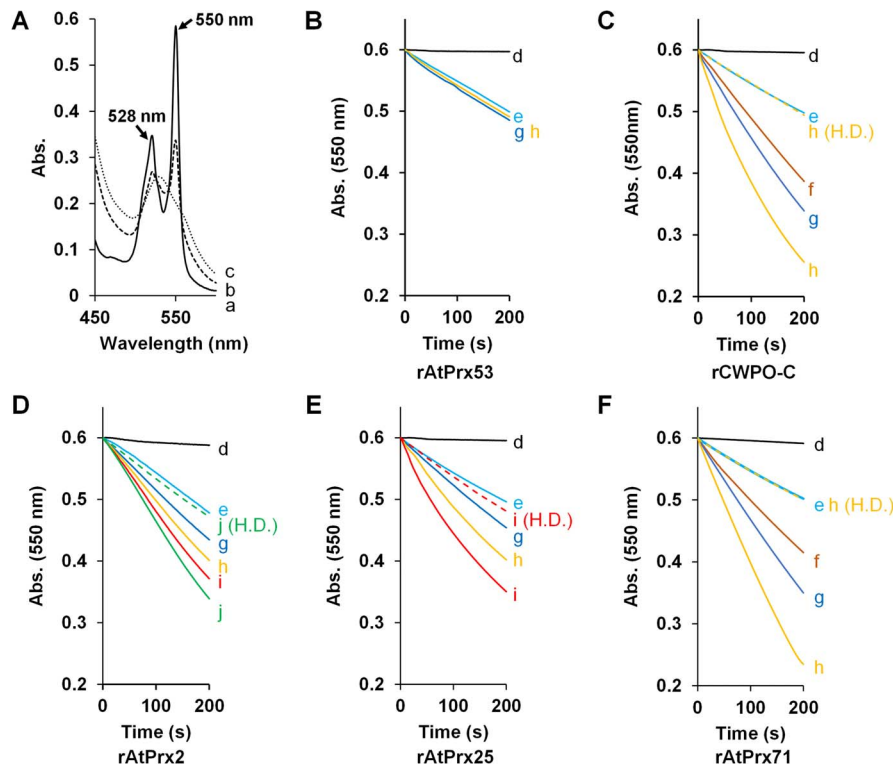 A
0.6
0.5
0.4
0.3
0.2
0.1
0
Abs.
528 nm
550 nm
c
b
a
450
550
Wavelength (nm)
B
0.6
0.5
0.4
0.3
0.2
Abs. (550 nm)
d
e
g h
0
100
200
Time (s)
rAtPrx53
C
0.6
0.5
0.4
0.3
0.2
Abs. (550nm)
d
e
h (H.D.)
f
g
h
0
100
200
Time (s)
rCWPO-C
D
0.6
0.5
0.4
0.3
0.2
Abs. (550 nm)
d
e
j (H.D.)
g
h
i
j
0
100
200
Time (s)
rAtPrx2
E
0.6
0.5
0.4
0.3
0.2
Abs. (550 nm)
d
e
i (H.D.)
g
h
i
0
100
200
Time (s)
rAtPrx25
F
0.6
0.5
0.4
0.3
0.2
Abs. (550 nm)
d
e h (H.D.)
f
g
h
0
100
200
Time (s)
rAtPrx71